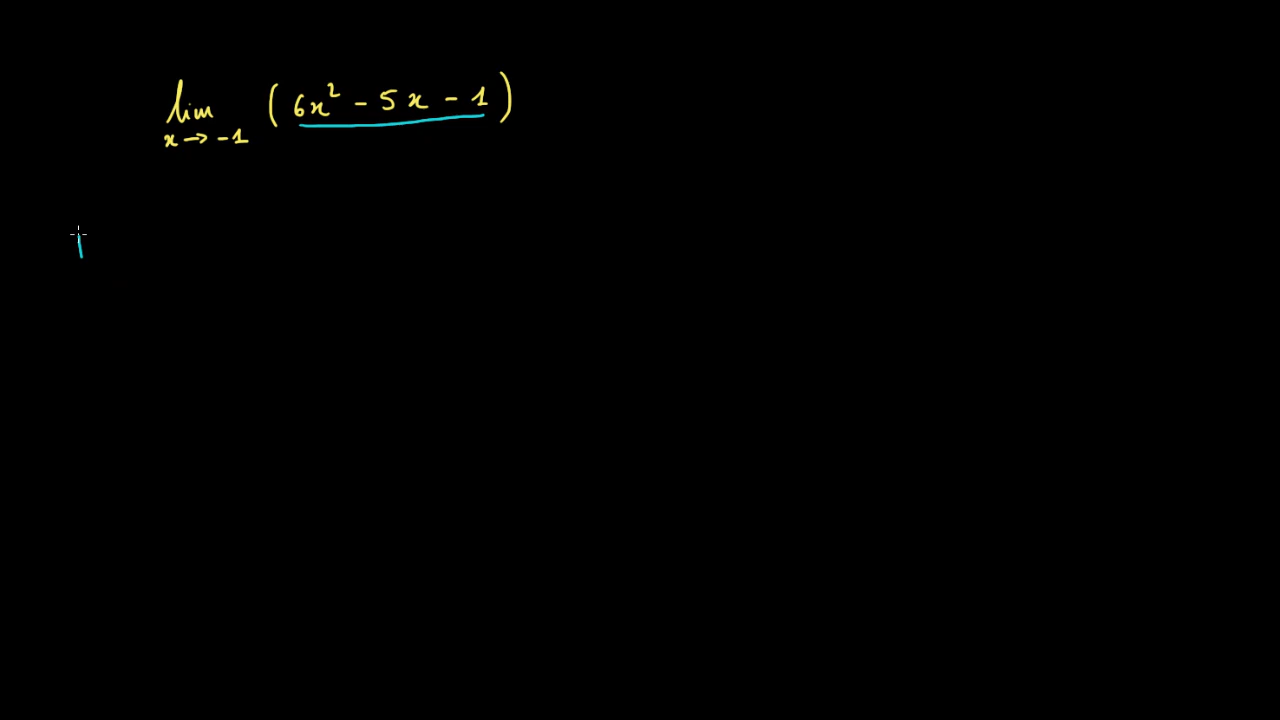 lim ( 6x² - 5x - 1 )
x → -1